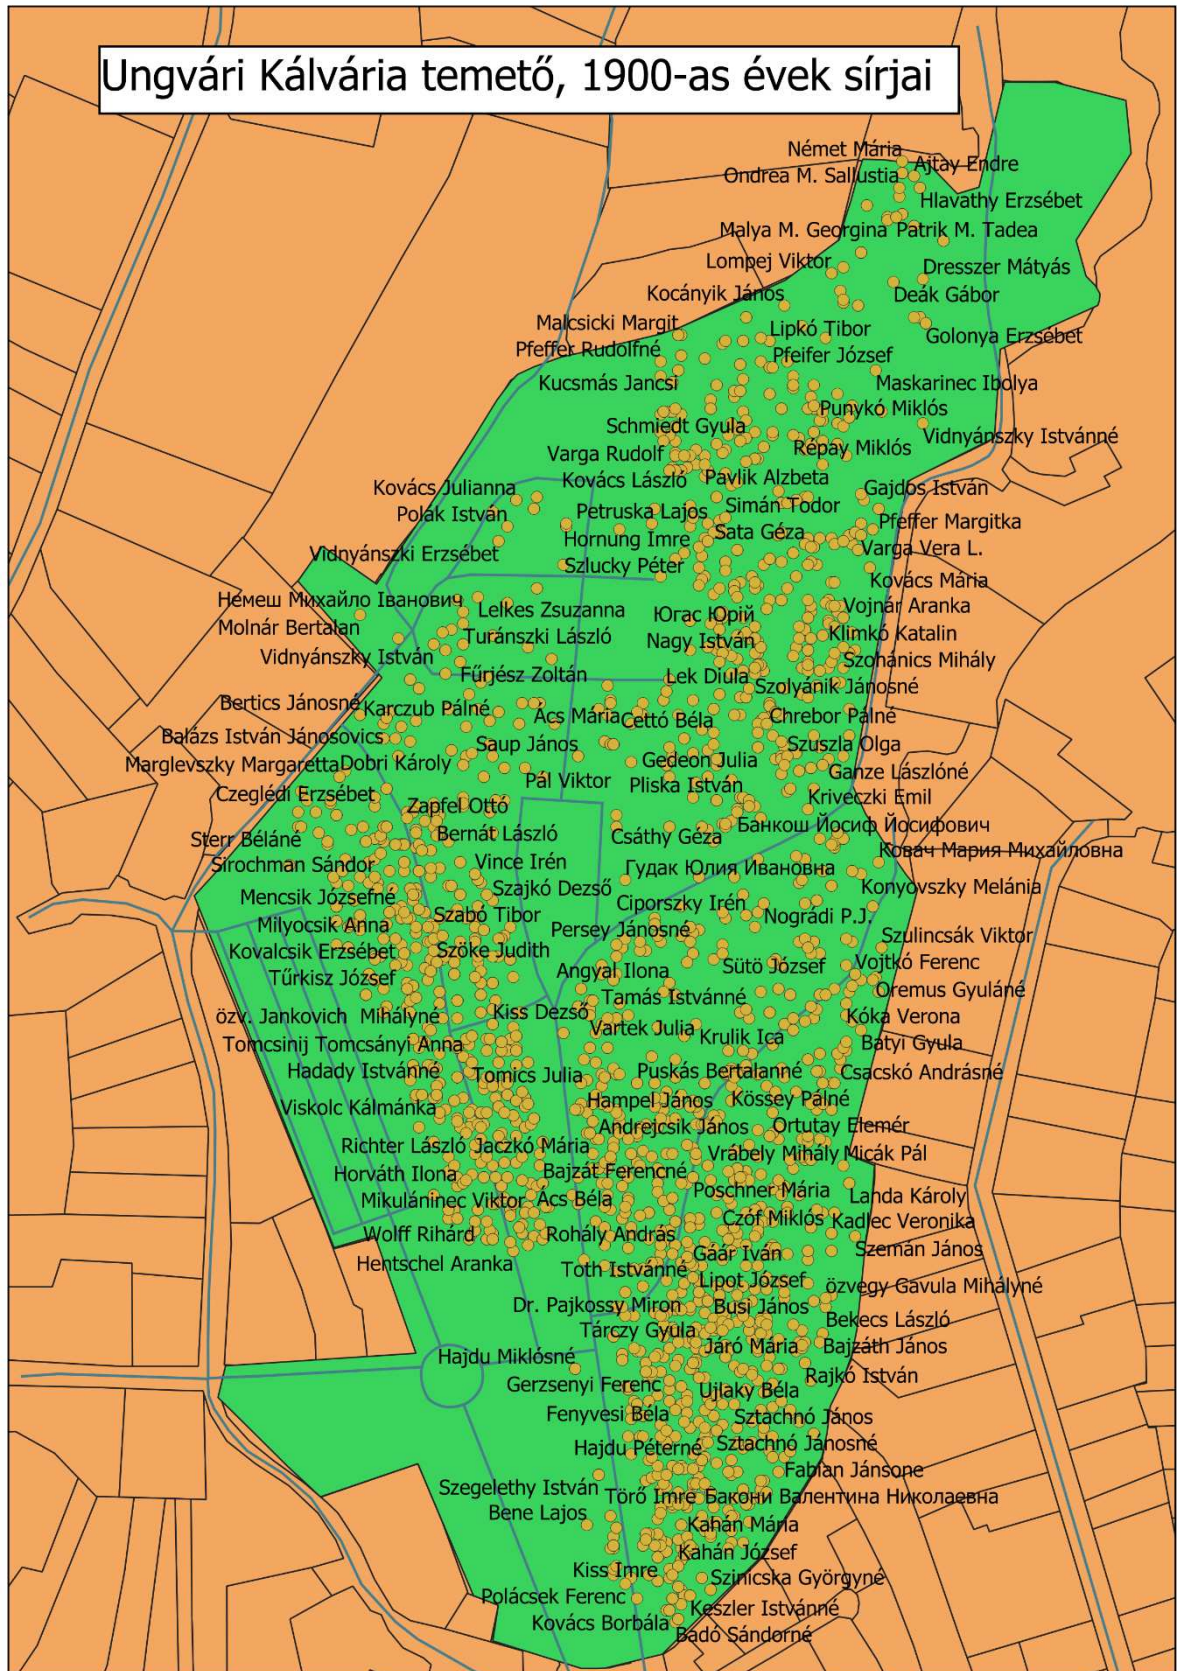 Ungvári Kálvária temető, 1900-as évek sírjai
Német Mária
Ajtay Endre
Ondrea M. Sallustia
Hlavathy Erzsébet
Malya M. Georgina Patrik M. Tadea
Lompej Viktor
Dresszer Mátyás
Kocányik János
Deák Gábor
Malcsicki Margit
Lipkó Tibor
Golonya Erzsébet
Pfeffer Rudolfné
Pfeifer József
Kucsmás Jancsi
Maskarinec Ibolya
Punykó Miklós
Schmiedt Gyula
Vidnyánszky Istvánné
Varga Rudolf
Répay Miklós
Kovács László
Pavlik Alzbeta
Kovács Julianna
Gajdos István
Polák István
Petruska Lajos
Simán Todor
Pfeffer Margitka
Hornung Imre
Sata Géza
Vidnyánszki Erzsébet
Varga Vera L.
Szlucky Péter
Kovács Mária
Немеш Михайло Іванович
Lelkes Zsuzanna
Югас Юрій
Vojnár Aranka
Molnár Bertalan
Turánszki László
Nagy István
Klimkó Katalin
Vidnyánszky István
Szohánics Mihály
Fűrjész Zoltán
Lek Diula
Szolyánik Jánosné
Bertics Jánosné
Karczub Pálné
Ács Mária
Cettó Béla
Chrebor Pálné
Balázs István Jánosovics
Saup János
Szuszla Olga
Marglevszky Margaretta
Dobri Károly
Gedeon Julia
Ganze Lászlóné
Pál Viktor
Pliska István
Czeglédi Erzsébet
Zapfel Ottó
Kriveczki Emil
Sterr Béláné
Bernát László
Csáthy Géza
Банкош Йосиф Йосифович
Ковач Мария Михайловна
Sirochman Sándor
Vince Irén
Гудак Юлия Ивановна
Mencsik Józsefné
Szajkó Dezső
Konyovszky Melánia
Ciporszky Irén
Milyocsik Anna
Szabó Tibor
Nográdi P.J.
Persey Jánosné
Szulincsák Viktor
Kovalcsik Erzsébet
Szöke Judith
Angyal Ilona
Sütö József
Vojtkó Ferenc
Tűrkisz József
Oremus Gyuláné
Tamás Istvánné
özv. Jankovich Mihályné
Kiss Dezső
Kóka Verona
Vartek Julia
Krulik Ica
Tomcsinij Tomcsányi Anna
Bátyi Gyula
Hadady Istvánné
Tomics Julia
Puskás Bertalanné
Csacskó Andrásné
Viskolc Kálmánka
Hampel János
Kössey Pálné
Andrejcsik János
Ortutay Elemér
Richter László
Jaczkó Mária
Vrábely Mihály
Micák Pál
Horváth Ilona
Bajzát Ferencné
Mikuláninec Viktor
Ács Béla
Poschner Mária
Landa Károly
Czóf Miklós
Kadlec Veronika
Wolff Rihárd
Rohály András
Gáár Iván
Szemán János
Hentschel Aranka
Toth Istvánné
Lipot József
özvegy Gavula Mihályné
Dr. Pajkossy Miron
Busi János
Bekecs László
Tárczy Gyula
Járó Mária
Bajzáth János
Hajdu Miklósné
Rajkó István
Gerzsenyi Ferenc
Ujlaky Béla
Fenyvesi Béla
Sztachnó János
Hajdu Péterné
Sztachnó Jánosné
Fabian Jánsone
Szegelethy István
Törő Imre
Бакони Валентина Николаевна
Bene Lajos
Kahán Mária
Kahán József
Kiss Imre
Szinicska Györgyné
Polácsek Ferenc
Keszler Istvánné
Kovács Borbála
Badó Sándorné